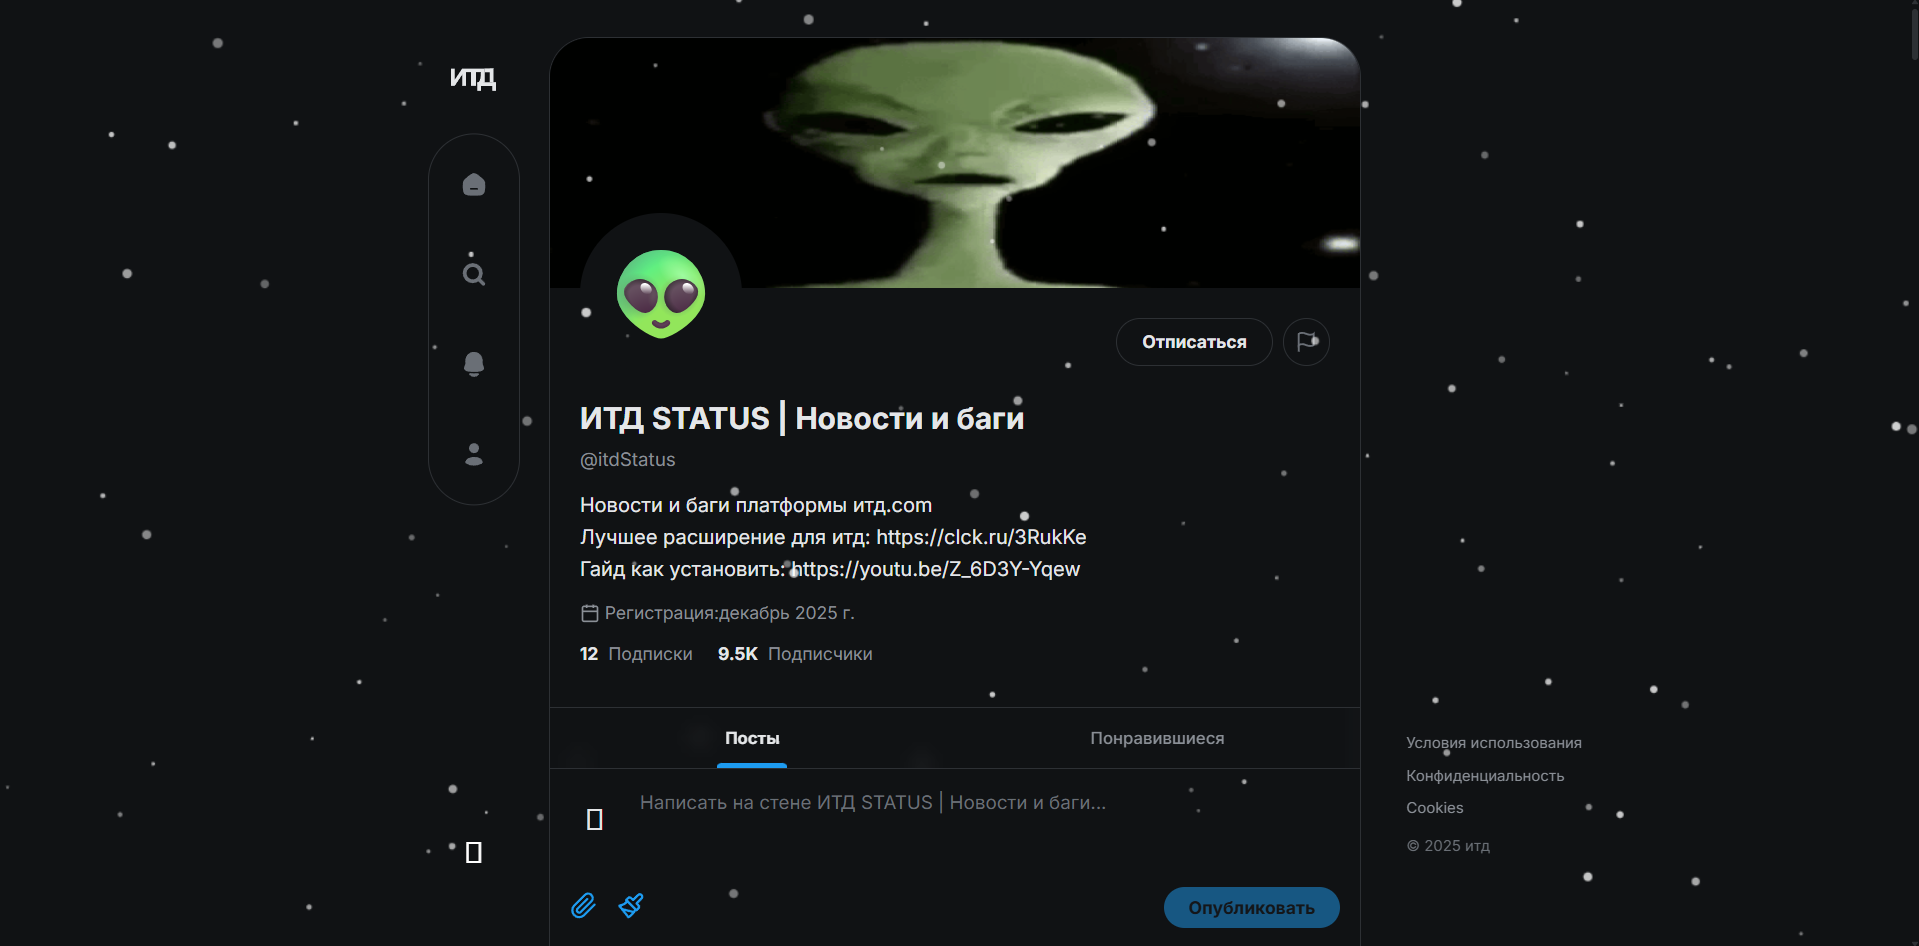 итд
Отписаться
ИТД STATUS | Новости и баги
@itdStatus
Новости и баги платформы итд.com
Лучшее расширение для итд: https://clck.ru/3RukKe
Гайд как установить: https://youtu.be/Z_6D3Y-Yqew
Регистрация:декабрь 2025 г.
12 Подписки 9.5K Подписчики
Посты Понравившиеся
Написать на стене ИТД STATUS | Новости и баги...
Опубликовать
Условия использования
Конфиденциальность
Cookies
© 2025 итд